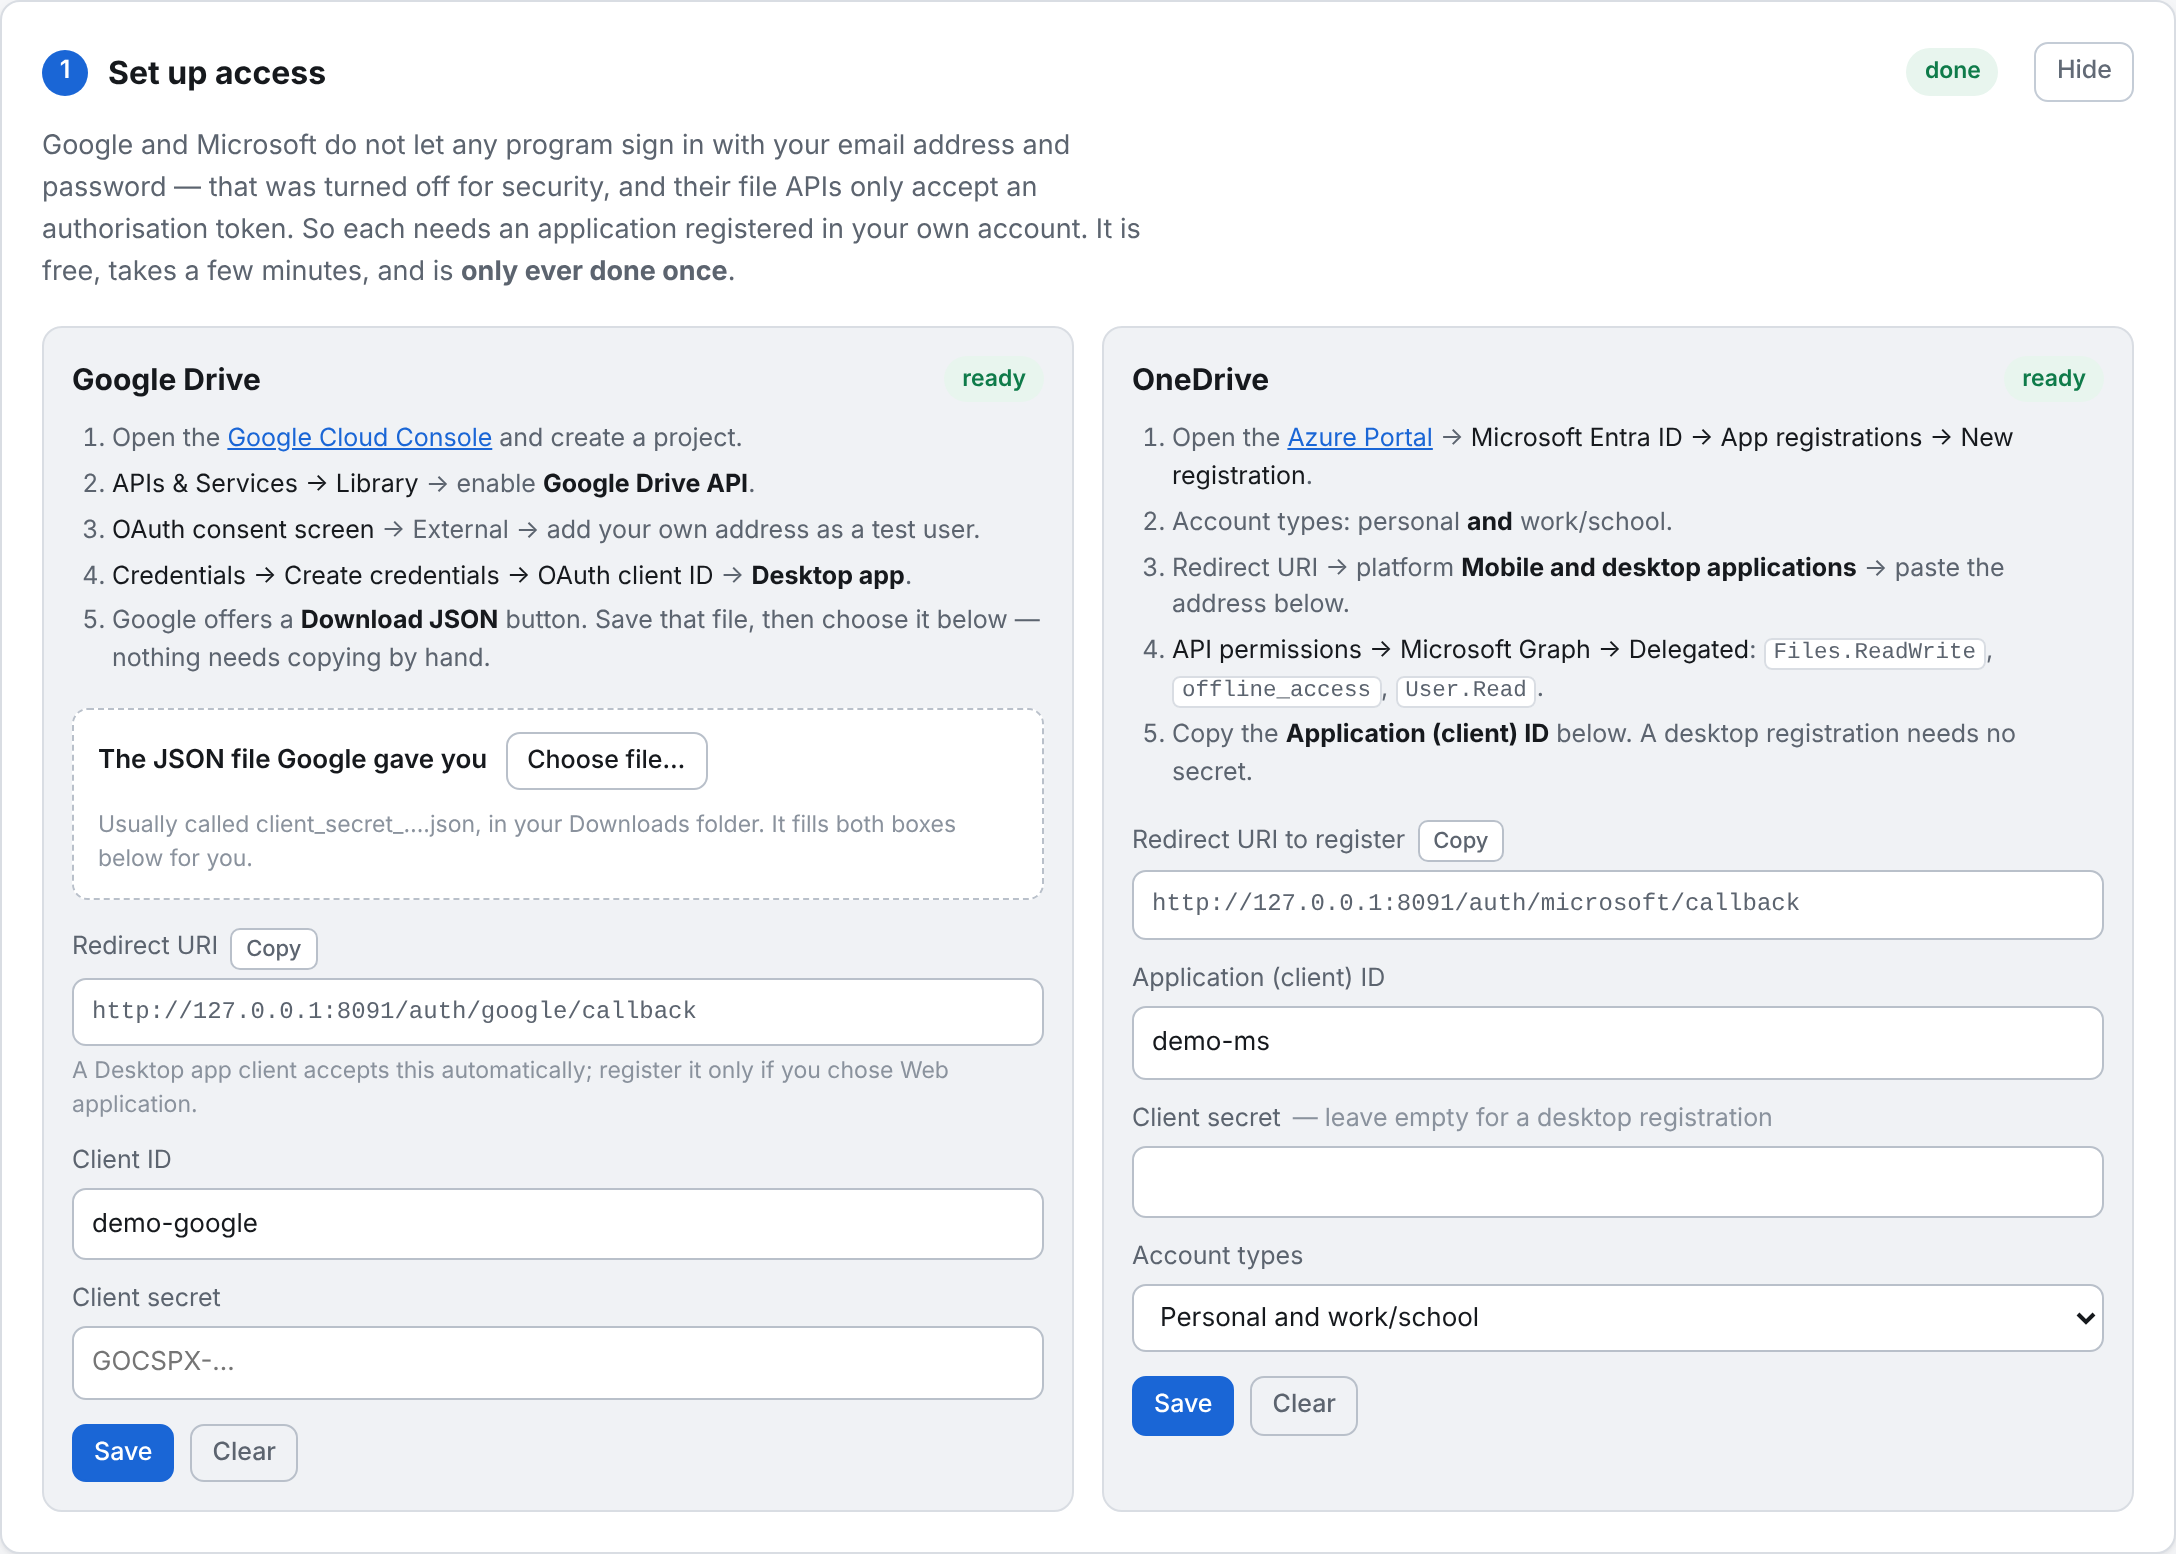 1 Set up access done Hide
Google and Microsoft do not let any program sign in with your email address and
password — that was turned off for security, and their file APIs only accept an
authorisation token. So each needs an application registered in your own account. It is
free, takes a few minutes, and is only ever done once.
Google Drive ready
1. Open the Google Cloud Console and create a project.
2. APIs & Services → Library → enable Google Drive API.
3. OAuth consent screen → External → add your own address as a test user.
4. Credentials → Create credentials → OAuth client ID → Desktop app.
5. Google offers a Download JSON button. Save that file, then choose it below —
nothing needs copying by hand.
The JSON file Google gave you Choose file...
Usually called client_secret_....json, in your Downloads folder. It fills both boxes
below for you.
Redirect URI Copy
http://127.0.0.1:8091/auth/google/callback
A Desktop app client accepts this automatically; register it only if you chose Web
application.
Client ID
demo-google
Client secret
GOCSPX-...
Save Clear
OneDrive ready
1. Open the Azure Portal → Microsoft Entra ID → App registrations → New
registration.
2. Account types: personal and work/school.
3. Redirect URI → platform Mobile and desktop applications → paste the
address below.
4. API permissions → Microsoft Graph → Delegated: Files.ReadWrite,
offline_access, User.Read.
5. Copy the Application (client) ID below. A desktop registration needs no
secret.
Redirect URI to register Copy
http://127.0.0.1:8091/auth/microsoft/callback
Application (client) ID
demo-ms
Client secret — leave empty for a desktop registration
Account types
Personal and work/school
Save Clear